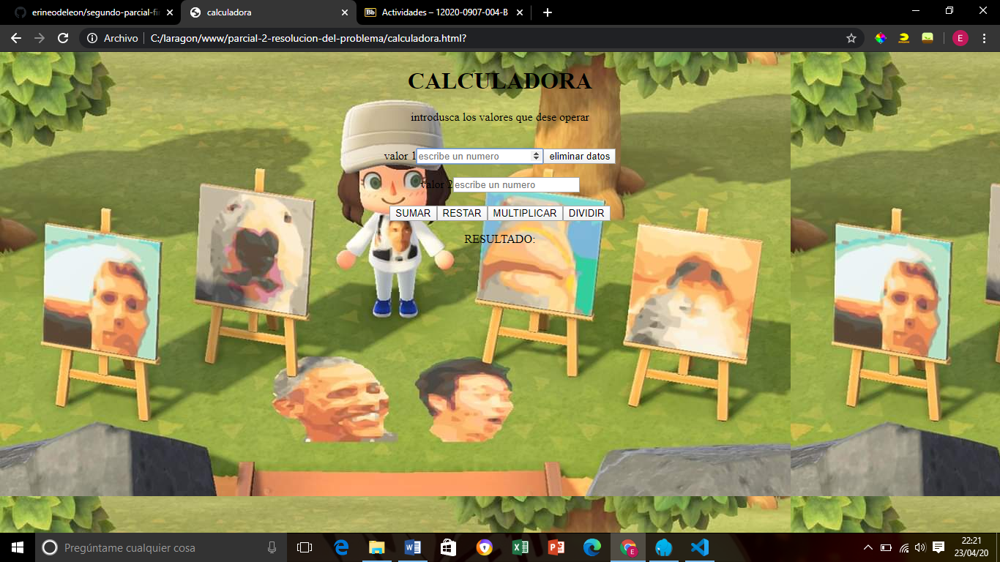 erineodeleon/segundo-parcial-fi
calculadora
Bb Actividades – 12020-0907-004-B
Archivo C:/laragon/www/parcial-2-resolucion-del-problema/calculadora.html?
E
CALCULADORA
introdusca los valores que dese operar
valor 1 escribe un numero eliminar datos
valor 2 escribe un numero
SUMAR RESTAR MULTIPLICAR DIVIDIR
RESULTADO:
Pregúntame cualquier cosa
22:21
23/04/20